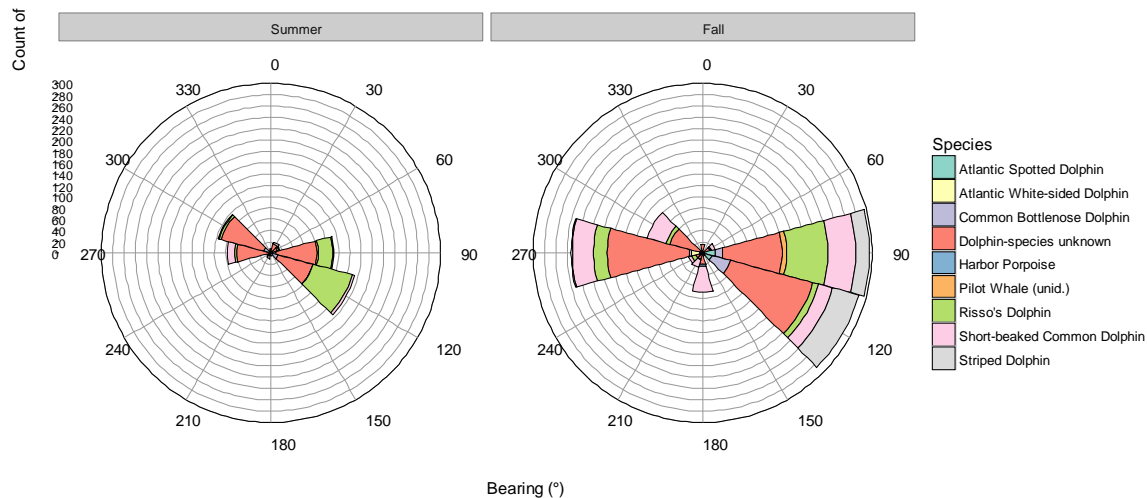 Count of
Summer
Fall
300
280
260
240
220
200
180
160
140
120
100
80
60
40
20
0
0
30
60
90
120
150
180
210
240
270
300
330
0
30
60
90
120
150
180
210
240
270
300
330
Species
Atlantic Spotted Dolphin
Atlantic White-sided Dolphin
Common Bottlenose Dolphin
Dolphin-species unknown
Harbor Porpoise
Pilot Whale (unid.)
Risso's Dolphin
Short-beaked Common Dolphin
Striped Dolphin
Bearing (°)